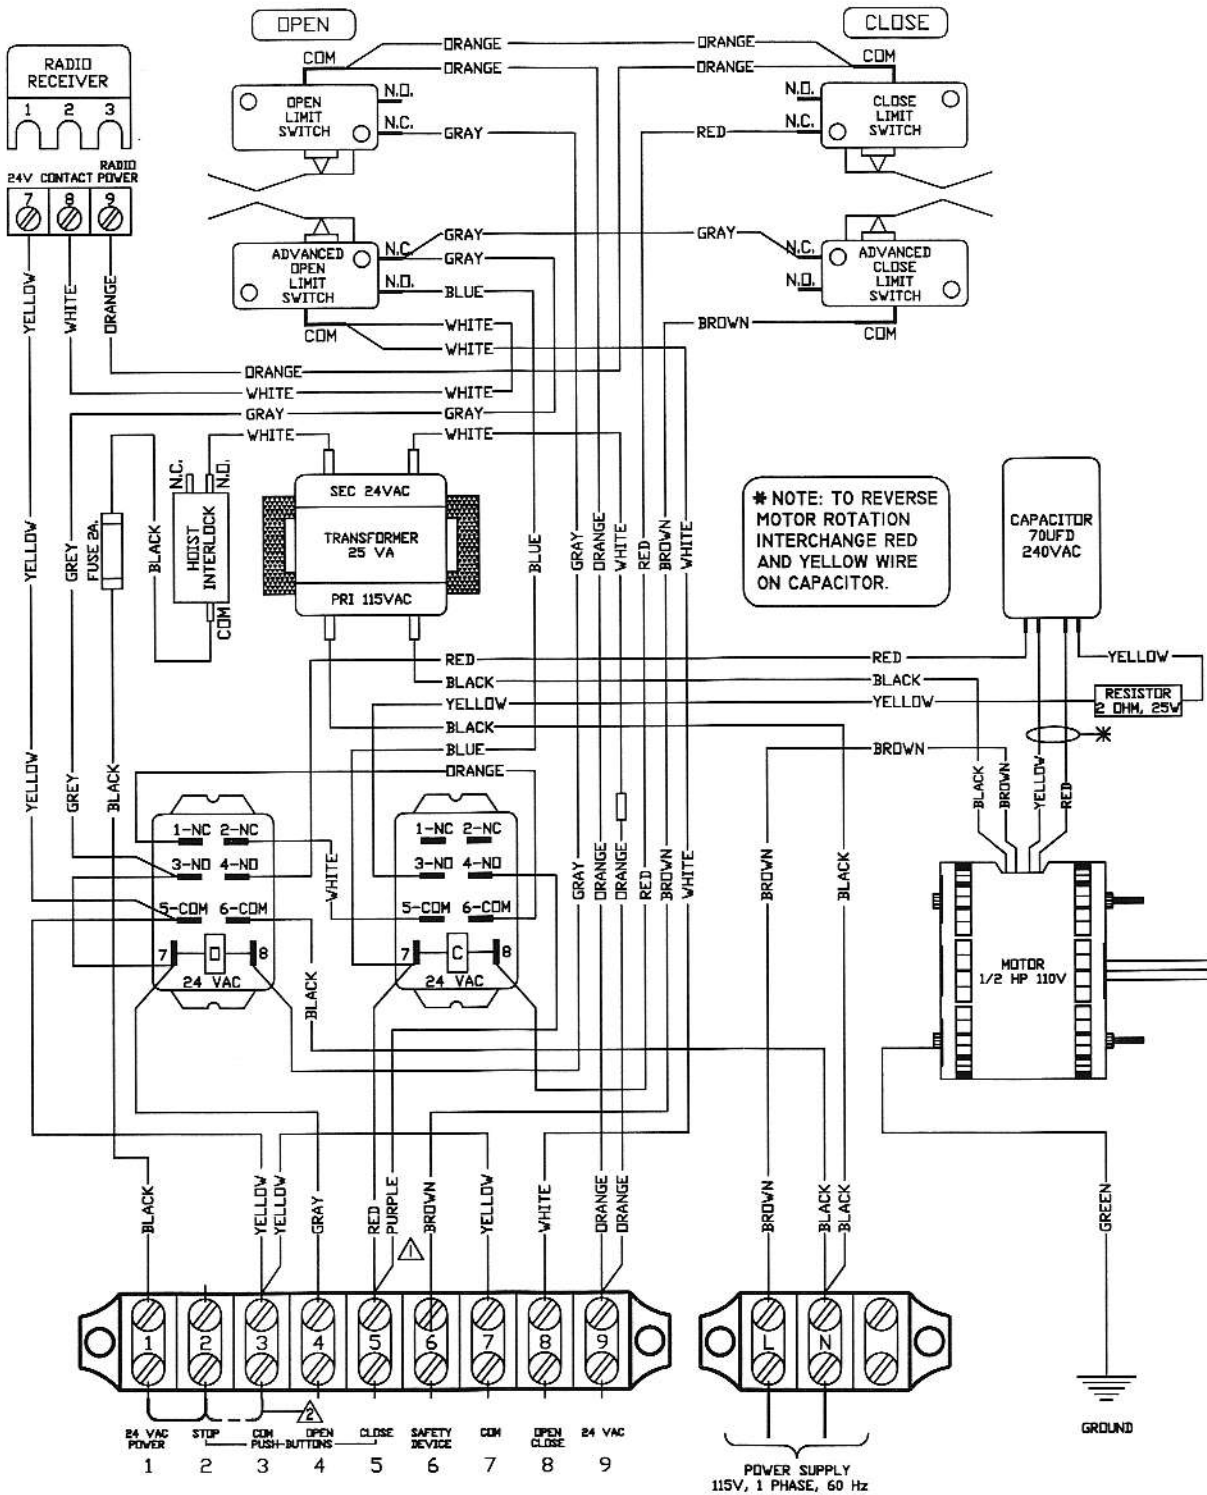 OPEN
CLOSE
RADIO
RECEIVER
1 2 3
RADIO
24V CONTACT POWER
7 8 9
COM
ORANGE
ORANGE
ORANGE
ORANGE
COM
OPEN
LIMIT
SWITCH
N.O.
N.C.
GRAY
RED
N.O.
N.C.
CLOSE
LIMIT
SWITCH
ADVANCED
OPEN
LIMIT
SWITCH
N.C.
N.O.
COM
GRAY
GRAY
BLUE
WHITE
WHITE
GRAY
BROWN
N.C.
N.O.
ADVANCED
CLOSE
LIMIT
SWITCH
COM
YELLOW
WHITE
ORANGE
ORANGE
WHITE
WHITE
GRAY
GRAY
WHITE
WHITE
N.C.
N.O.
HOIST
INTERLOCK
COM
FUSE 2A.
BLACK
YELLOW
GREY
SEC 24VAC
TRANSFORMER
25 VA
PRI 115VAC
BLUE
GRAY
ORANGE
WHITE
RED
BROWN
WHITE
* NOTE: TO REVERSE
MOTOR ROTATION
INTERCHANGE RED
AND YELLOW WIRE
ON CAPACITOR.
CAPACITOR
70UFD
240VAC
RED
RED
BLACK
BLACK
YELLOW
YELLOW
BLACK
BLUE
BROWN
ORANGE
YELLOW
RESISTOR
2 OHM, 25W
*
BLACK
BROWN
YELLOW
RED
YELLOW
GREY
BLACK
1-NC 2-NC
3-NO 4-NO
5-COM 6-COM
7 O 8
24 VAC
WHITE
BLACK
1-NC 2-NC
3-NO 4-NO
5-COM 6-COM
7 C 8
24 VAC
GRAY
ORANGE
ORANGE
RED
BROWN
WHITE
BROWN
BLACK
MOTOR
1/2 HP 110V
BLACK
YELLOW
YELLOW
GRAY
RED
PURPLE
BROWN
YELLOW
WHITE
ORANGE
ORANGE
BROWN
BLACK
BLACK
GREEN
1
1 2 3 4 5 6 7 8 9
L N
2
24 VAC
POWER
STOP
COM
OPEN
PUSH-BUTTONS
CLOSE
SAFETY
DEVICE
COM
OPEN
CLOSE
24 VAC
1 2 3 4 5 6 7 8 9
POWER SUPPLY
115V, 1 PHASE, 60 Hz
GROUND